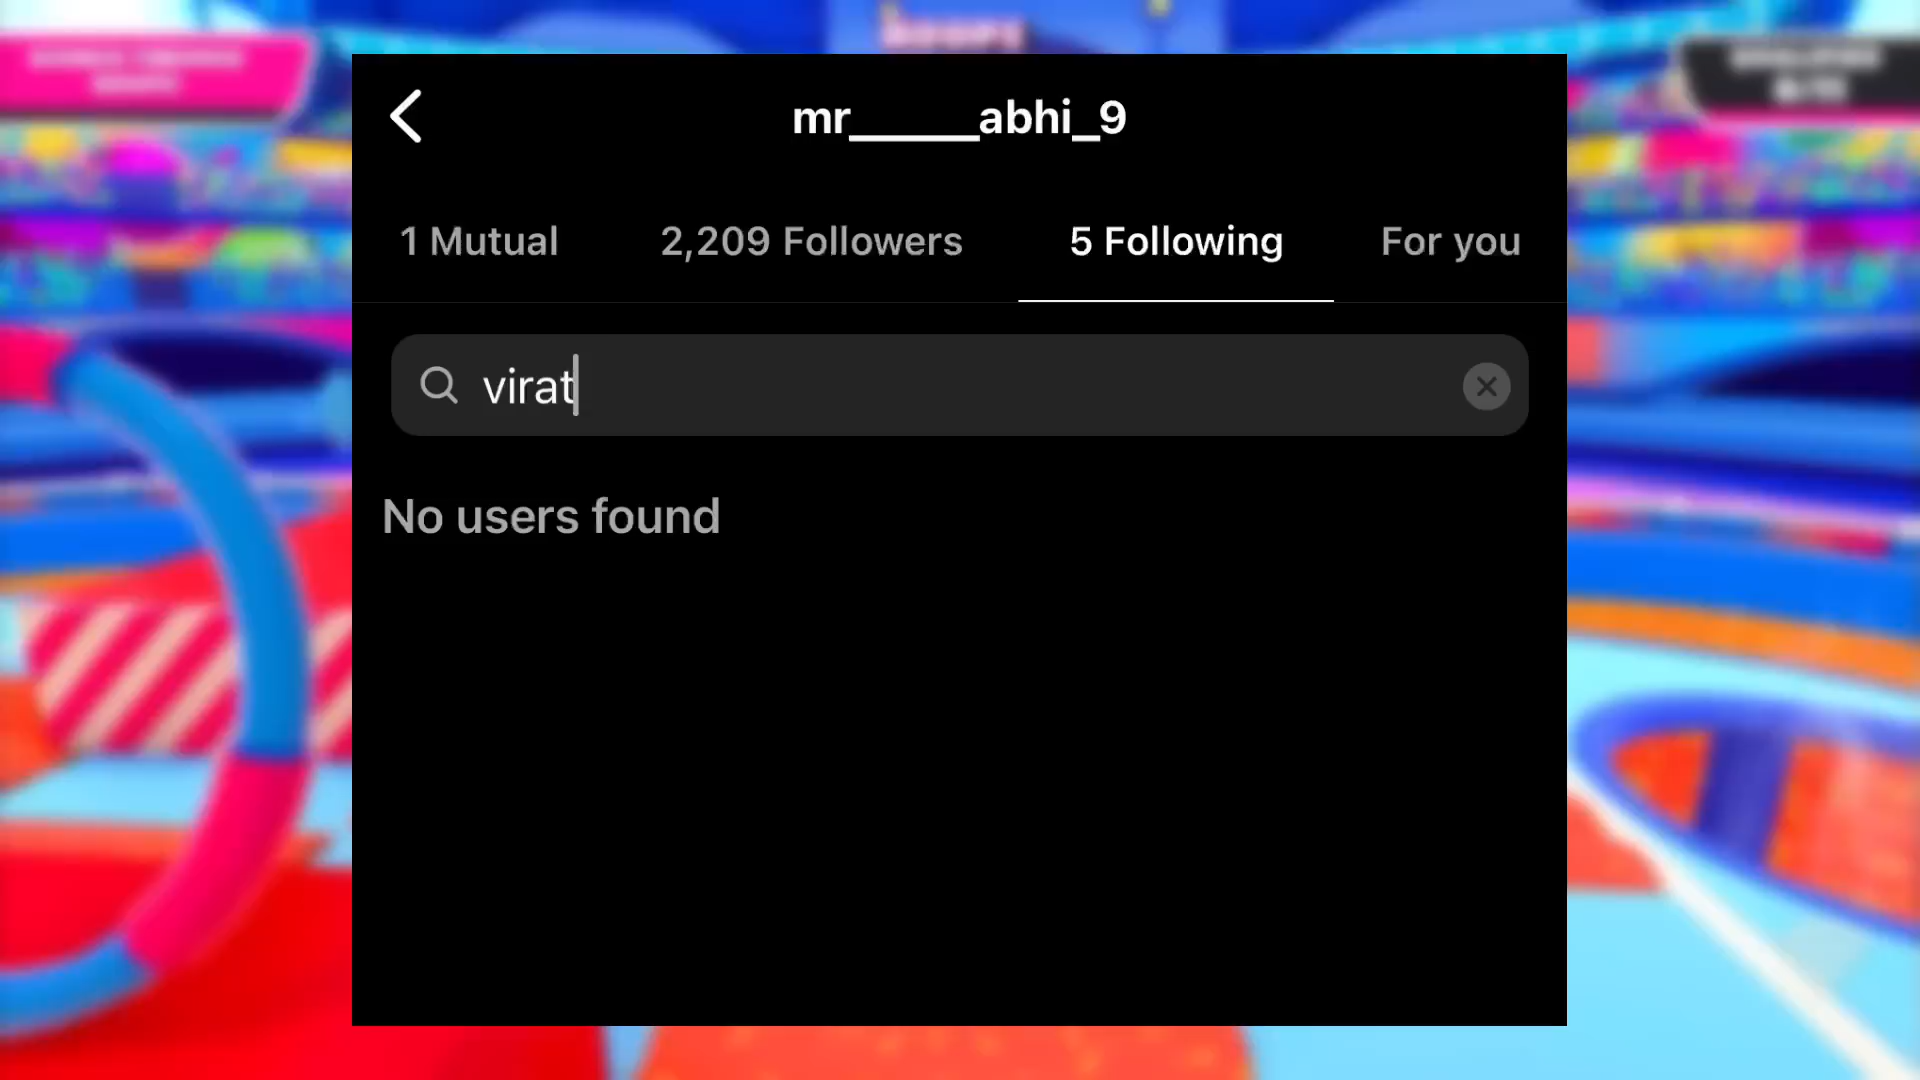 mr_____abhi_9
1 Mutual
2,209 Followers
5 Following
For you
virat
No users found